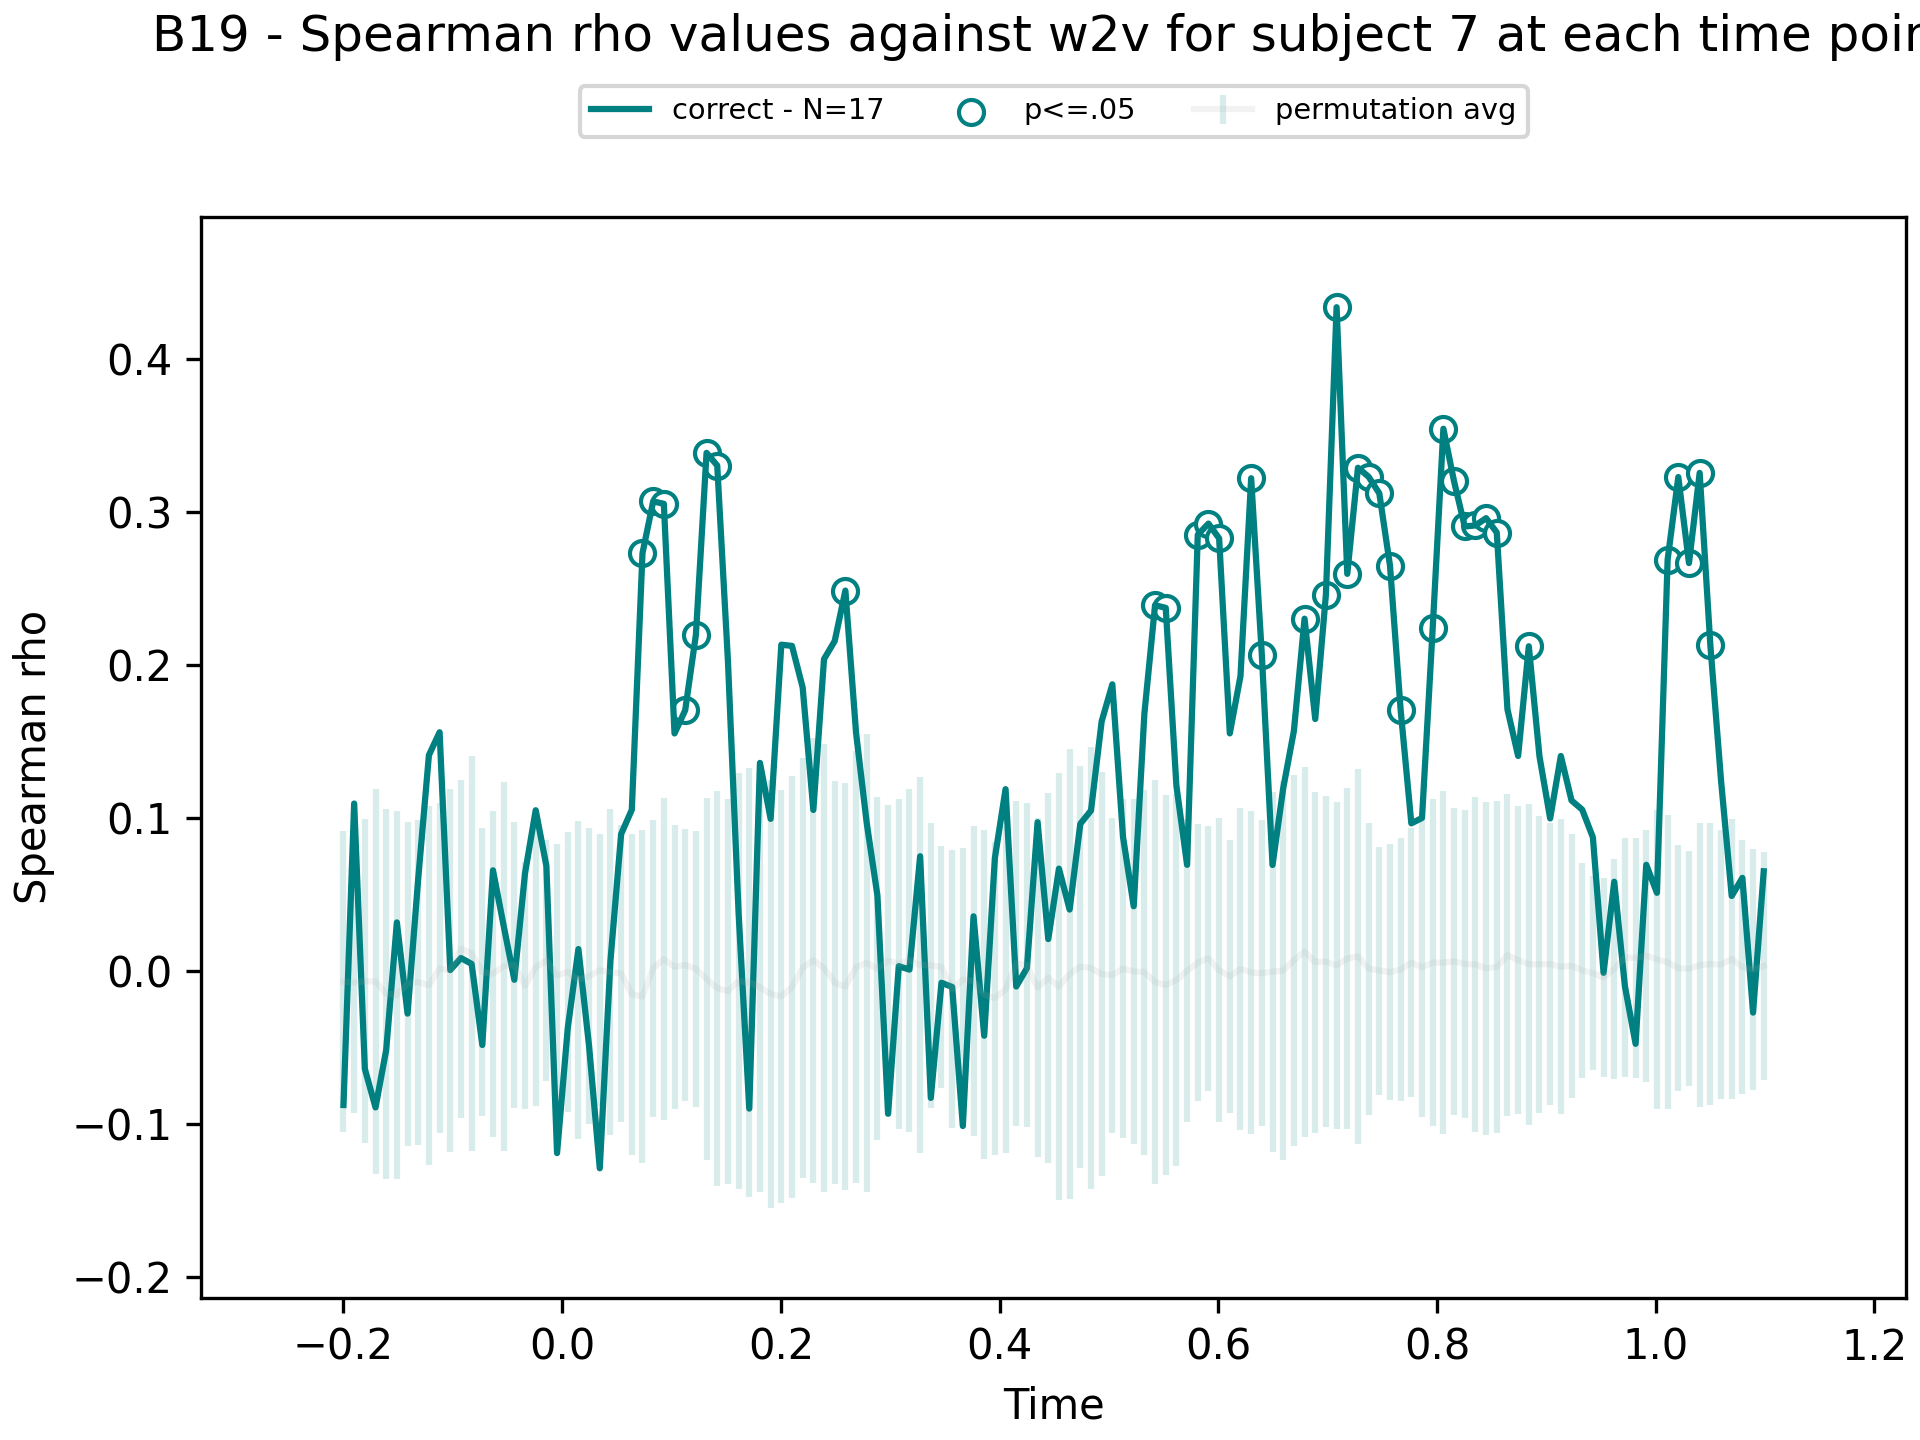 B19 - Spearman rho values against w2v for subject 7 at each time poin
correct - N=17 p<=.05 permutation avg
Spearman rho
0.4
0.3
0.2
0.1
0.0
−0.1
−0.2
−0.2 0.0 0.2 0.4 0.6 0.8 1.0 1.2
Time